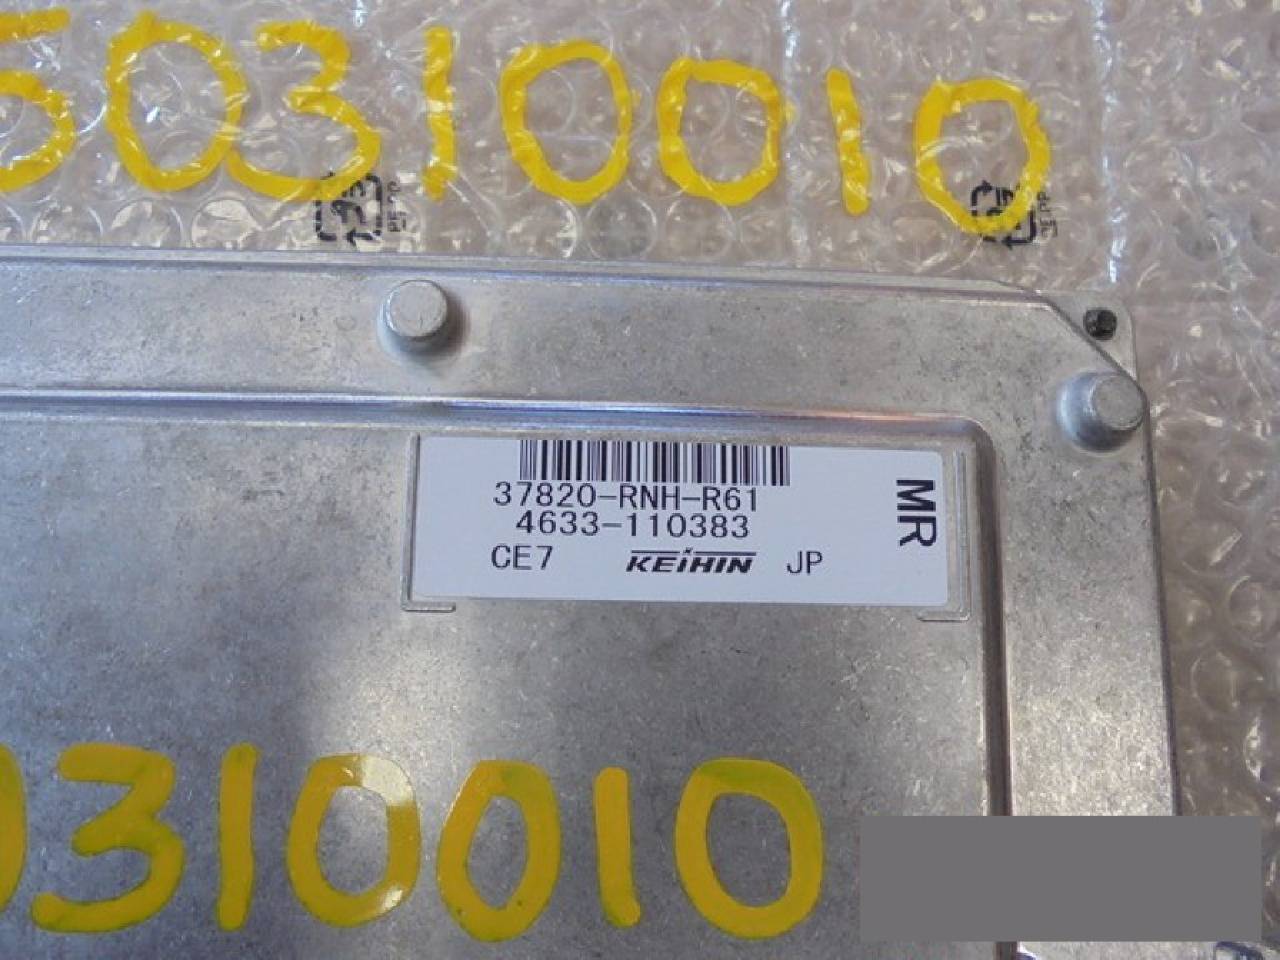 50310010
37820-RNH-R61
4633-110383
CE7 KEIHIN JP
MR
0310010